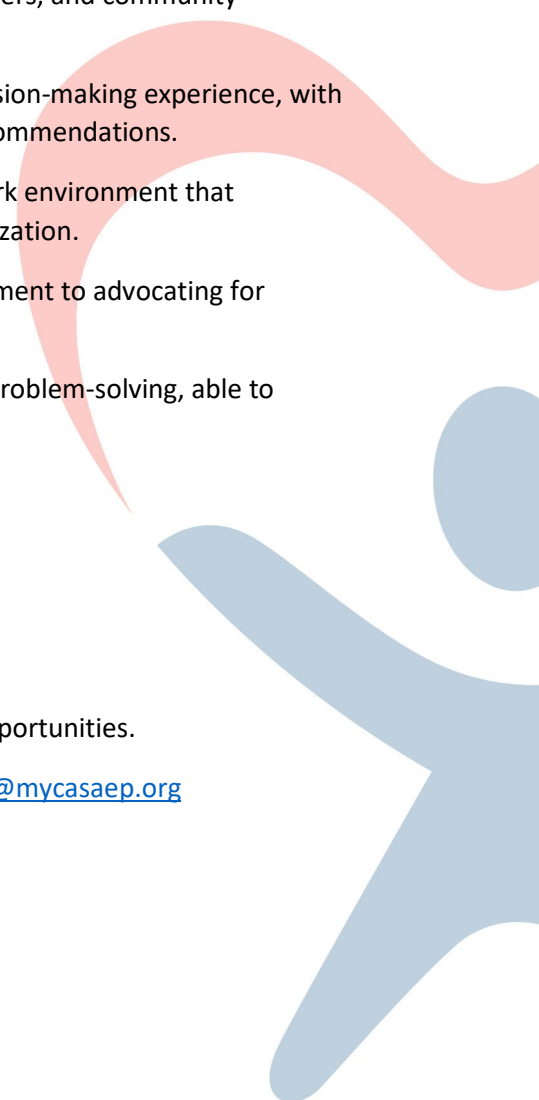 ers, and community
sion-making experience, with
ommendations.
rk environment that
ization.
ment to advocating for
roblem-solving, able to
portunities.
@mycasaep.org